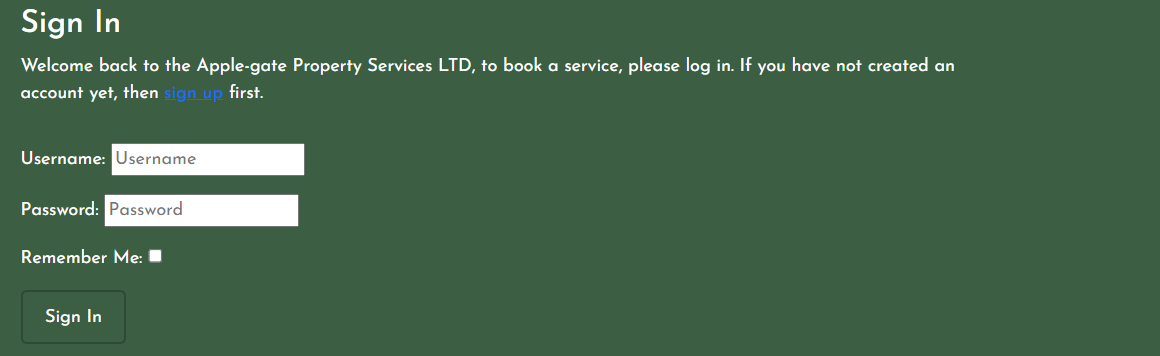 Sign In
Welcome back to the Apple-gate Property Services LTD, to book a service, please log in. If you have not created an
account yet, then sign up first.
Username: Username
Password: Password
Remember Me:
Sign In